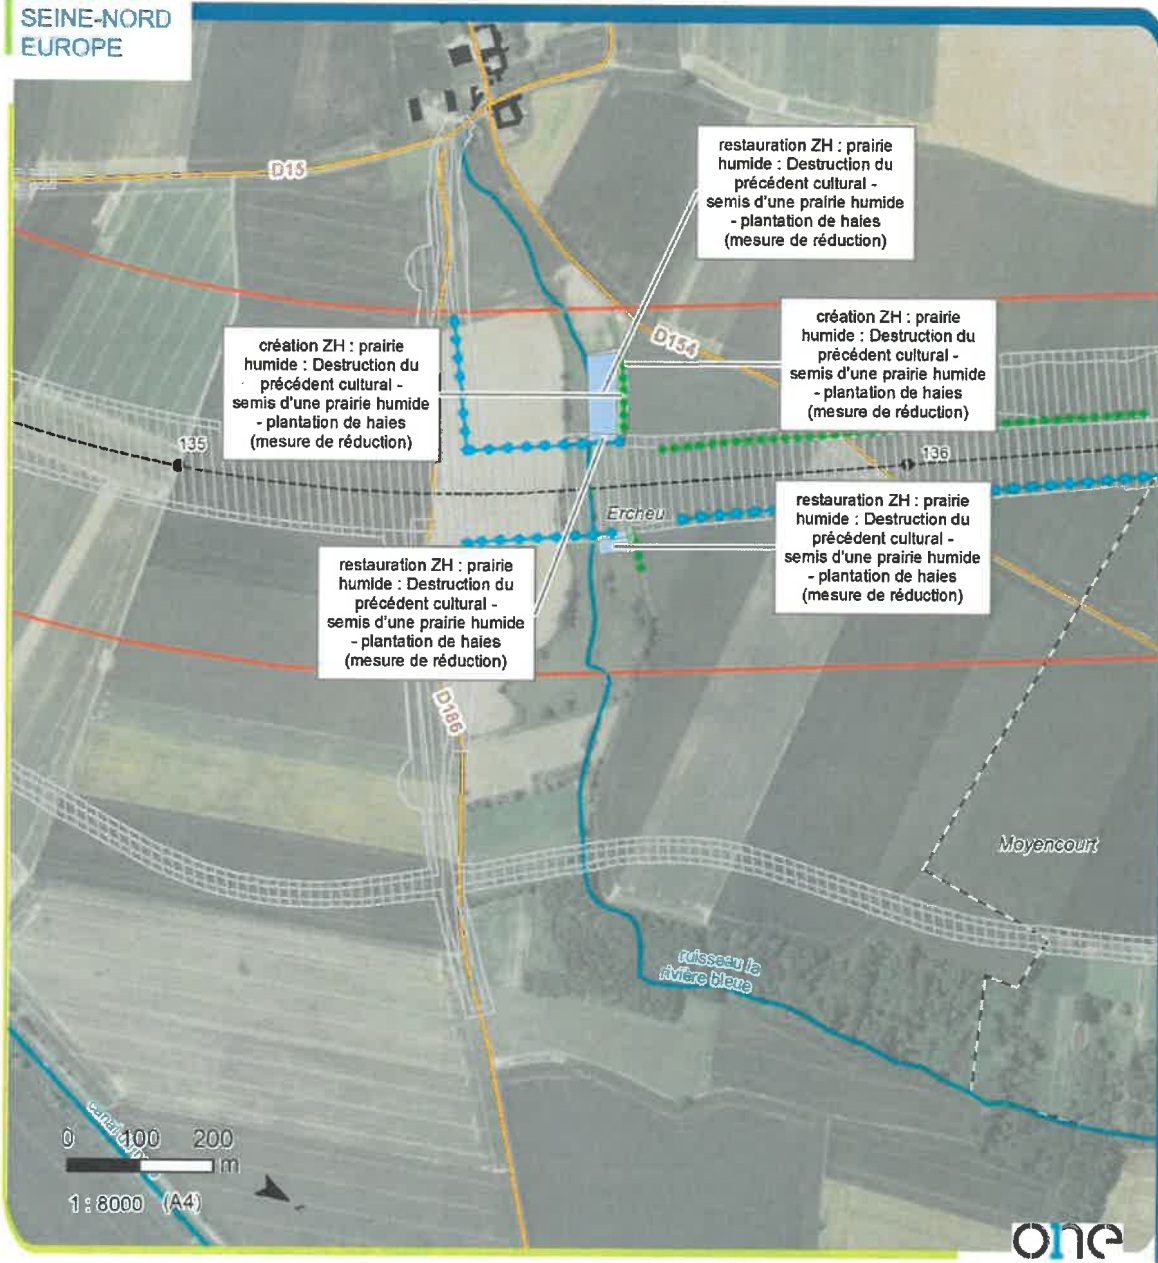 SEINE-NORD
EUROPE
D15
restauration ZH : prairie
humide : Destruction du
précédent cultural -
semis d'une prairie humide
- plantation de haies
(mesure de réduction)
création ZH : prairie
humide : Destruction du
précédent cultural -
semis d'une prairie humide
- plantation de haies
(mesure de réduction)
D154
création ZH : prairie
humide : Destruction du
précédent cultural -
semis d'une prairie humide
- plantation de haies
(mesure de réduction)
135
136
Ercheu
restauration ZH : prairie
humide : Destruction du
précédent cultural -
semis d'une prairie humide
- plantation de haies
(mesure de réduction)
restauration ZH : prairie
humide : Destruction du
précédent cultural -
semis d'une prairie humide
- plantation de haies
(mesure de réduction)
D186
Moyencourt
ruisseau la
rivière bleue
canal
0 100 200
m
1 : 8000 (A4)
one